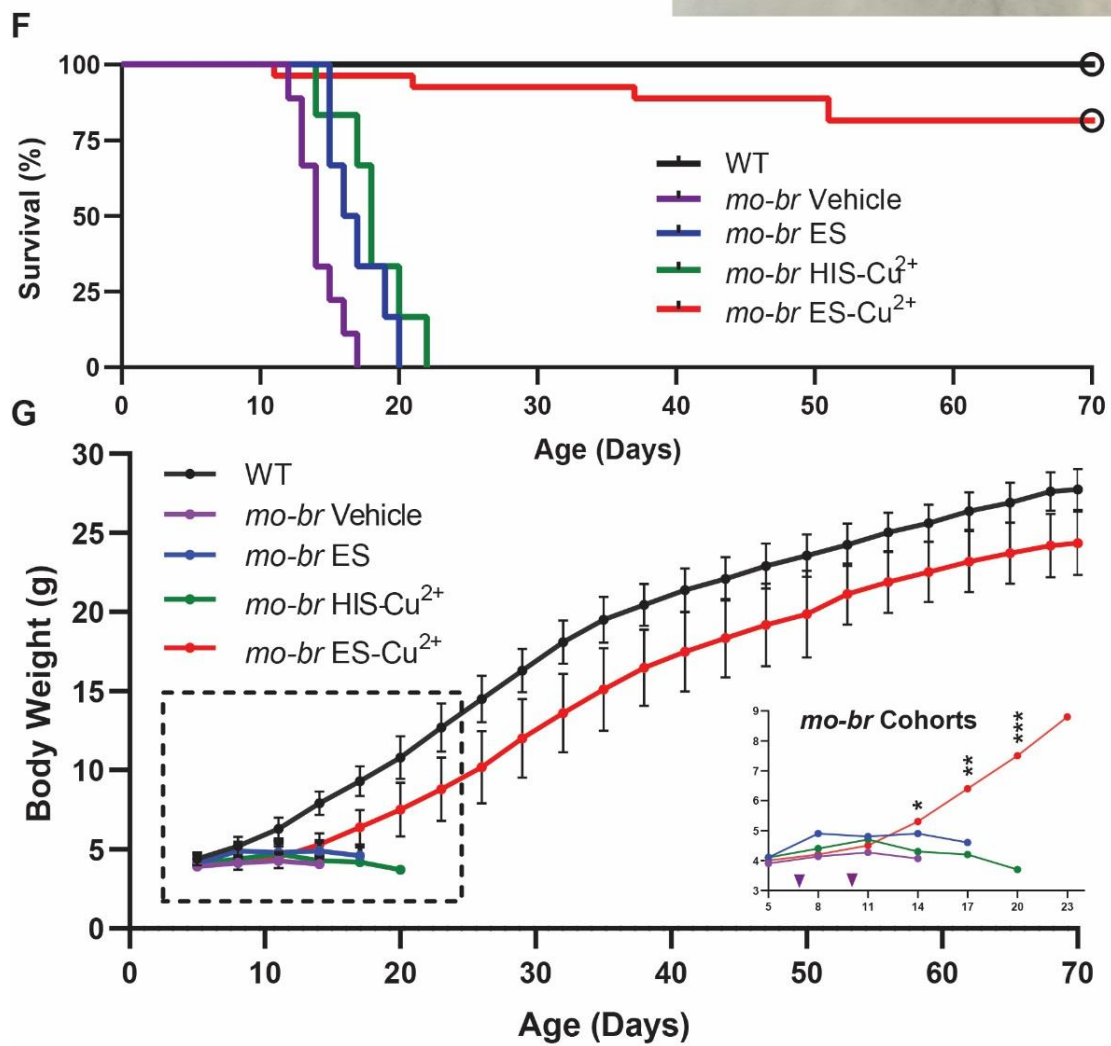 F
100
75
50
25
0
Survival (%)
WT
mo-br Vehicle
mo-br ES
mo-br HIS-Cu2+
mo-br ES-Cu2+
0 10 20 30 40 50 60 70
Age (Days)
G
30
25
20
15
10
5
0
Body Weight (g)
WT
mo-br Vehicle
mo-br ES
mo-br HIS-Cu2+
mo-br ES-Cu2+
mo-br Cohorts
9
8
7
6
5
4
3
*
**
***
5 8 11 14 17 20 23
0 10 20 30 40 50 60 70
Age (Days)